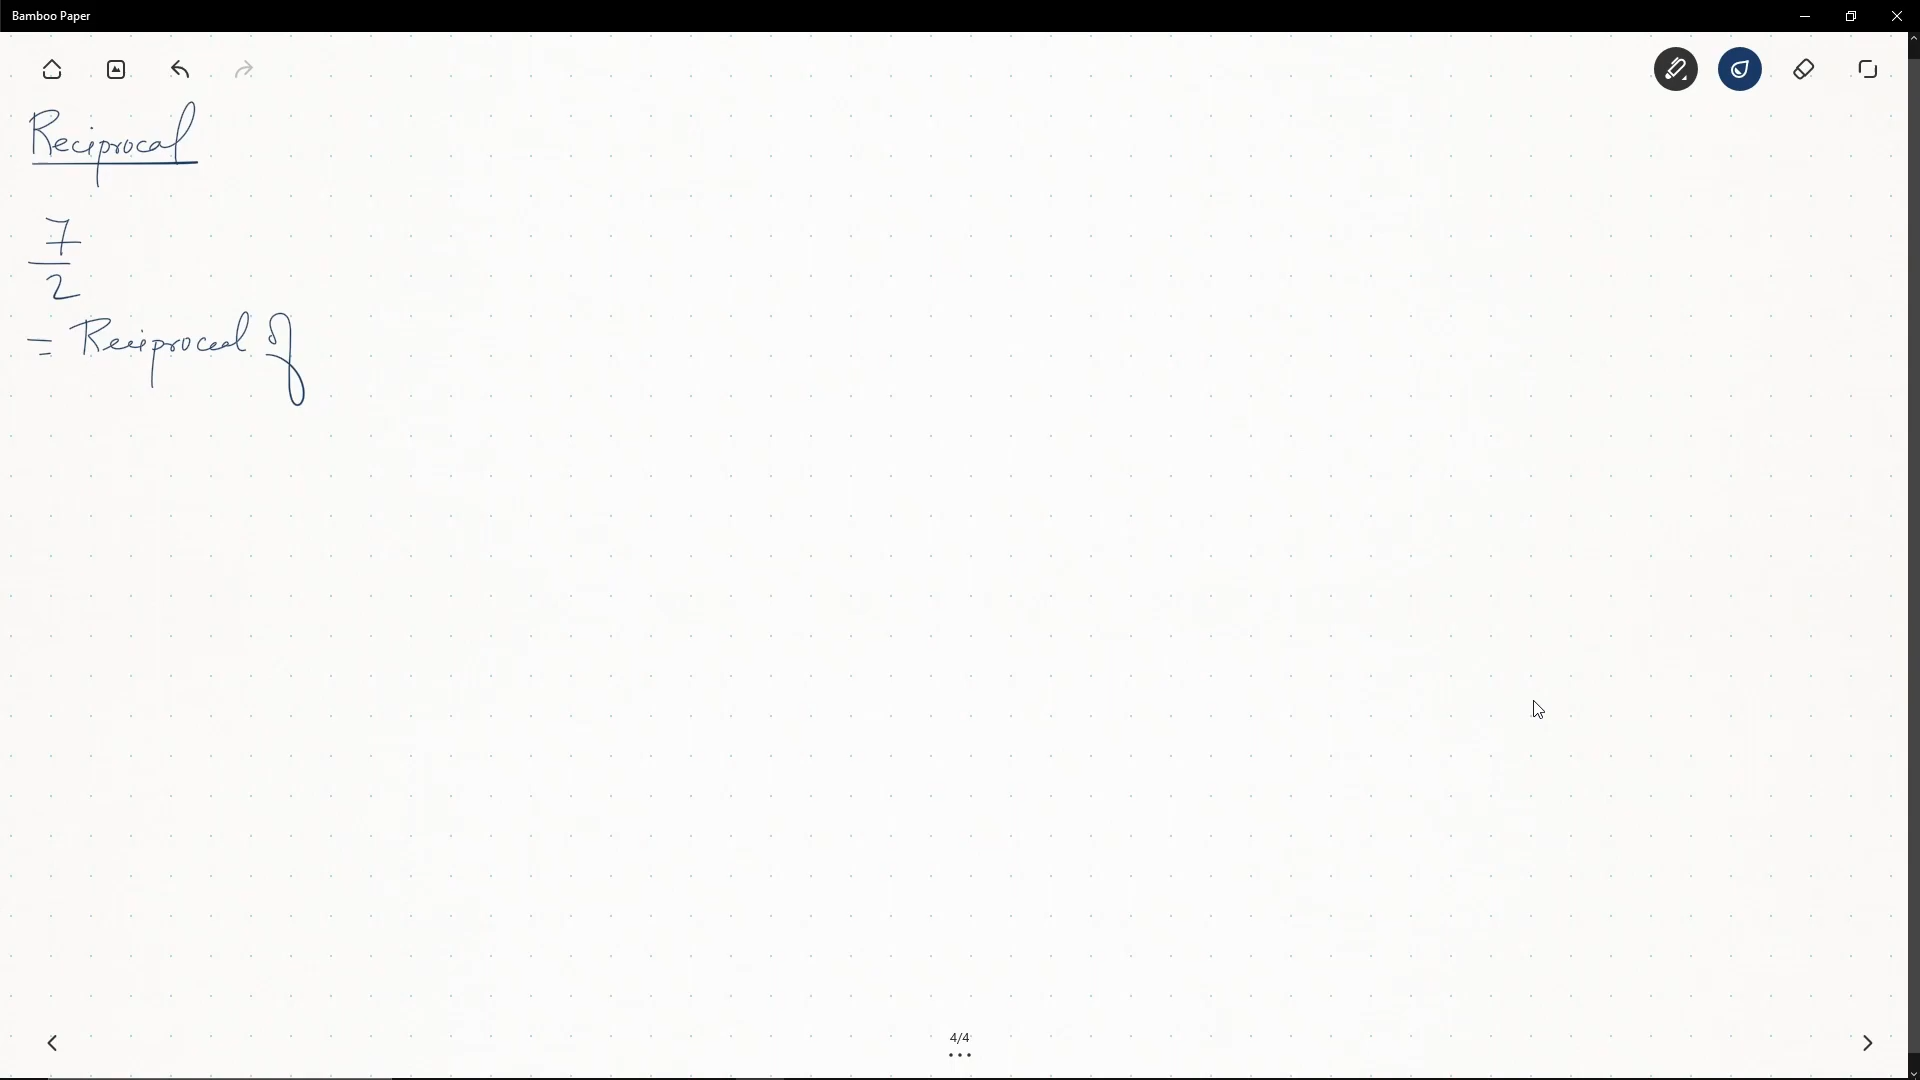 Bamboo Paper
Reciprocal
7
2
= Reciprocal of
4/4